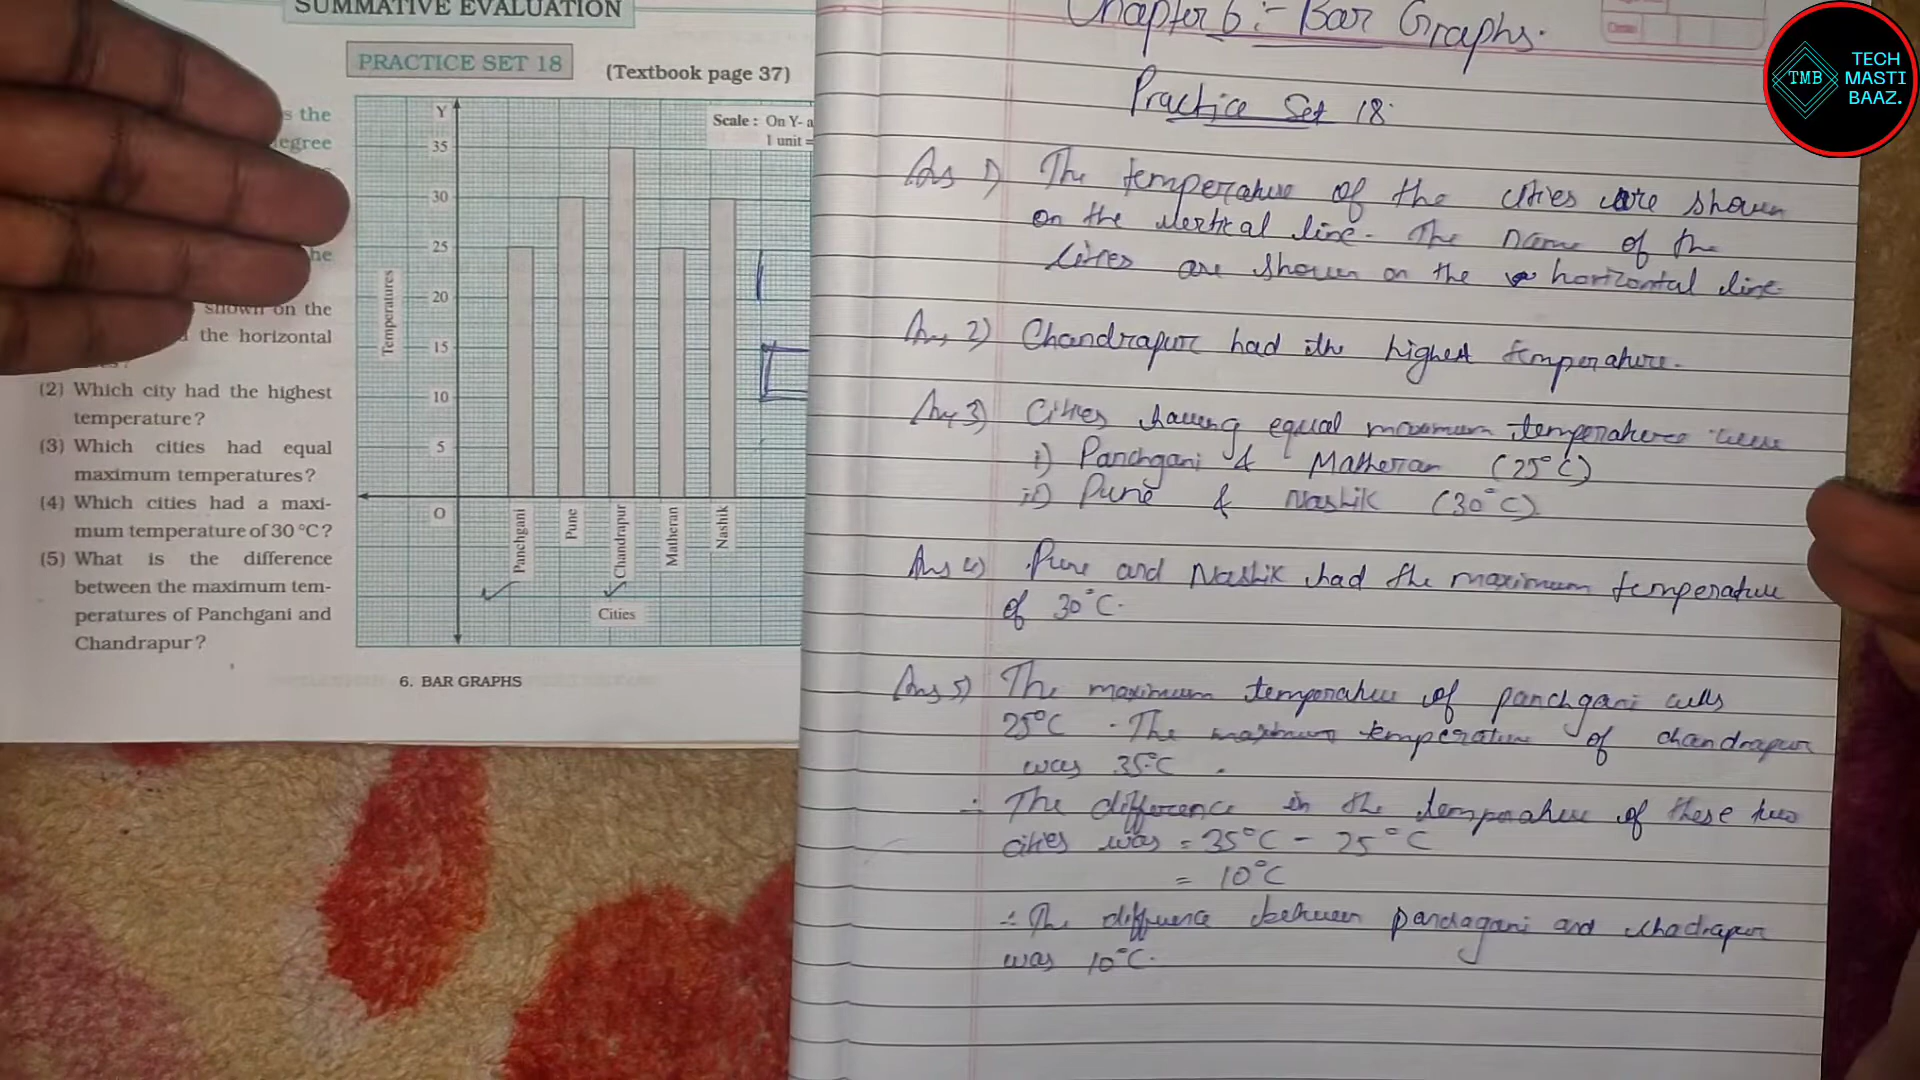 SUMMATIVE EVALUATION
PRACTICE SET 18
(Textbook page 37)
s the
egree
he
shown on the
the horizontal
(2) Which city had the highest
temperature?
(3) Which cities had equal
maximum temperatures?
(4) Which cities had a maxi-
mum temperature of 30 °C?
(5) What is the difference
between the maximum tem-
peratures of Panchgani and
Chandrapur?
Y
Scale : On Y- a
1 unit =
35
30
25
20
15
10
5
O
Temperatures
Panchgani
Pune
Chandrapur
Matheran
Nashik
Cities
6. BAR GRAPHS
Chapter 6 :- Bar Graphs.
Practice Set 18.
Ans 1) The temperature of the cities are shown
on the vertical line. The name of the
cities are shown on the horizontal line.
Ans 2) Chandrapur had the highest temperature.
Ans 3) Cities having equal maximum temperatures were
i) Panchgani & Matheran (25°C)
ii) Pune & Nashik (30°C)
Ans 4) Pune and Nashik had the maximum temperature
of 30°C.
Ans 5) The maximum temperature of panchgani was
25°C. The maximum temperature of chandrapur
was 35°C.
∴ The difference in the temperature of these two
cities was = 35°C - 25°C
= 10°C
∴ The difference between pandagani and chadrapur
was 10°C.
TECH
MASTI
BAAZ.
TMB